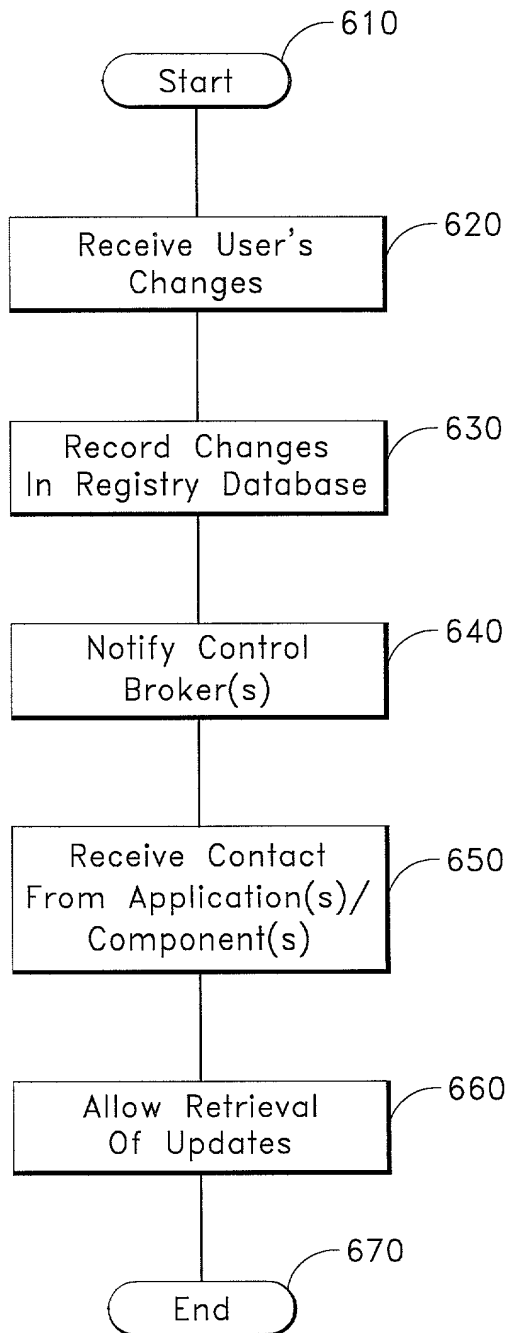 610
Start
620
Receive User's
Changes
630
Record Changes
In Registry Database
640
Notify Control
Broker(s)
650
Receive Contact
From Application(s)/
Component(s)
660
Allow Retrieval
Of Updates
670
End